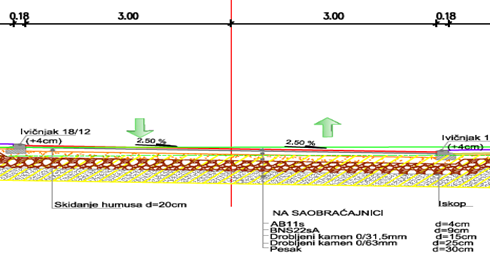 0.18 3.00 3.00 0.18
2.50 % 2.50 %
Ivičnjak 18/12
(+4cm)
Ivičnjak 1
(+4cm)
Skidanje humusa d=20cm
Iskop
NA SAOBRAĆAJNICI
AB11s d=4cm
BNS22sA d=9cm
Drobljeni kamen 0/31,5mm d=15cm
Drobljeni kamen 0/63mm d=25cm
Pesak d=30cm